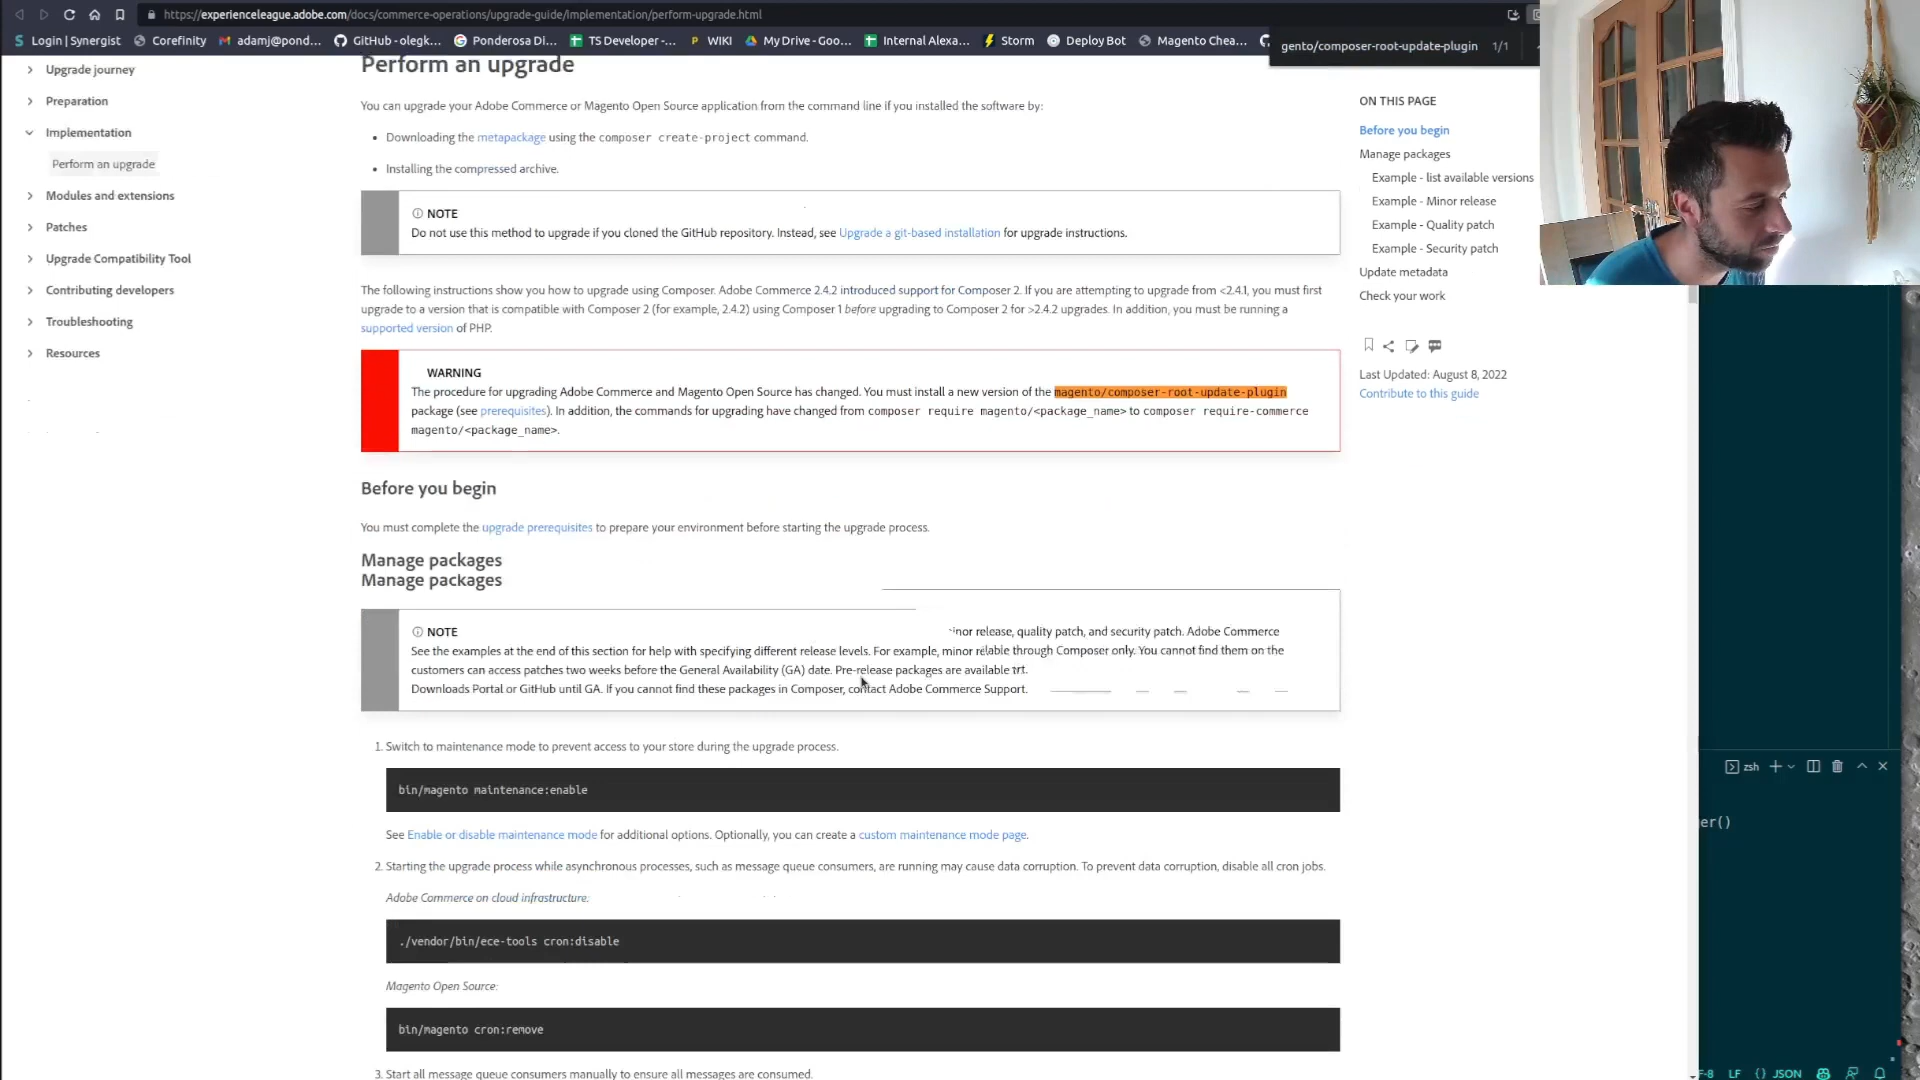 https://experienceleague.adobe.com/docs/commerce-operations/upgrade-guide/implementation/perform-upgrade.html
Login | Synergist
Corefinity
adamj@pond...
GitHub - olegk...
Ponderosa Di...
TS Developer -...
WIKI
My Drive - Goo...
Internal Alexa...
Storm
Deploy Bot
Magento Chea...
gento/composer-root-update-plugin 1/1
Upgrade journey
Preparation
Implementation
Perform an upgrade
Modules and extensions
Patches
Upgrade Compatibility Tool
Contributing developers
Troubleshooting
Resources
Perform an upgrade
You can upgrade your Adobe Commerce or Magento Open Source application from the command line if you installed the software by:
• Downloading the metapackage using the composer create-project command.
• Installing the compressed archive.
NOTE
Do not use this method to upgrade if you cloned the GitHub repository. Instead, see Upgrade a git-based installation for upgrade instructions.
The following instructions show you how to upgrade using Composer. Adobe Commerce 2.4.2 introduced support for Composer 2. If you are attempting to upgrade from <2.4.1, you must first
upgrade to a version that is compatible with Composer 2 (for example, 2.4.2) using Composer 1 before upgrading to Composer 2 for >2.4.2 upgrades. In addition, you must be running a
supported version of PHP.
WARNING
The procedure for upgrading Adobe Commerce and Magento Open Source has changed. You must install a new version of the magento/composer-root-update-plugin
package (see prerequisites). In addition, the commands for upgrading have changed from composer require magento/<package_name> to composer require-commerce
magento/<package_name>.
Before you begin
You must complete the upgrade prerequisites to prepare your environment before starting the upgrade process.
Manage packages
Manage packages
NOTE
inor release, quality patch, and security patch. Adobe Commerce
See the examples at the end of this section for help with specifying different release levels. For example, minor re
lable through Composer only. You cannot find them on the
customers can access patches two weeks before the General Availability (GA) date. Pre-release packages are available
rt.
Downloads Portal or GitHub until GA. If you cannot find these packages in Composer, contact Adobe Commerce Support.
1. Switch to maintenance mode to prevent access to your store during the upgrade process.
bin/magento maintenance:enable
See Enable or disable maintenance mode for additional options. Optionally, you can create a custom maintenance mode page.
2. Starting the upgrade process while asynchronous processes, such as message queue consumers, are running may cause data corruption. To prevent data corruption, disable all cron jobs.
Adobe Commerce on cloud infrastructure:
./vendor/bin/ece-tools cron:disable
Magento Open Source:
bin/magento cron:remove
3. Start all message queue consumers manually to ensure all messages are consumed.
ON THIS PAGE
Before you begin
Manage packages
Example - list available versions
Example - Minor release
Example - Quality patch
Example - Security patch
Update metadata
Check your work
Last Updated: August 8, 2022
Contribute to this guide
zsh
er()
F-8
LF
{} JSON